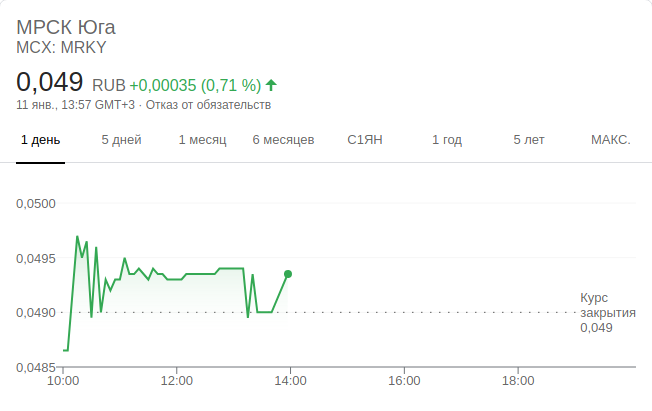 МРСК Юга
MCX: MRKY
0,049 RUB +0,00035 (0,71 %)
11 янв., 13:57 GMT+3 · Отказ от обязательств
1 день 5 дней 1 месяц 6 месяцев С1ЯН 1 год 5 лет МАКС.
0,0500
0,0495
0,0490
0,0485
Курс
закрытия
0,049
10:00 12:00 14:00 16:00 18:00